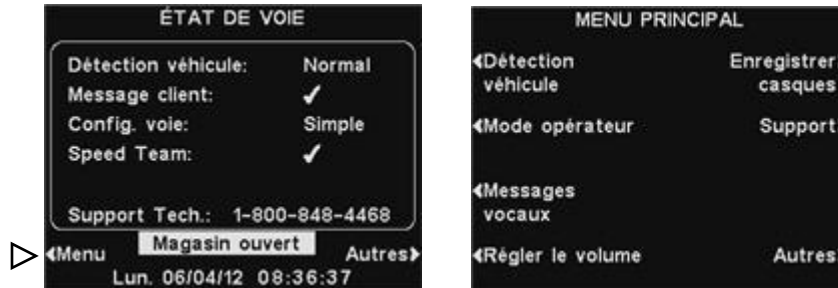 ÉTAT DE VOIE
Détection véhicule: Normal
Message client: ✓
Config. voie: Simple
Speed Team: ✓
Support Tech.: 1-800-848-4468
Magasin ouvert
Menu Autres
Lun. 06/04/12 08:36:37
MENU PRINCIPAL
Détection Enregistrer
véhicule casques
Mode opérateur Support
Messages
vocaux
Régler le volume Autres